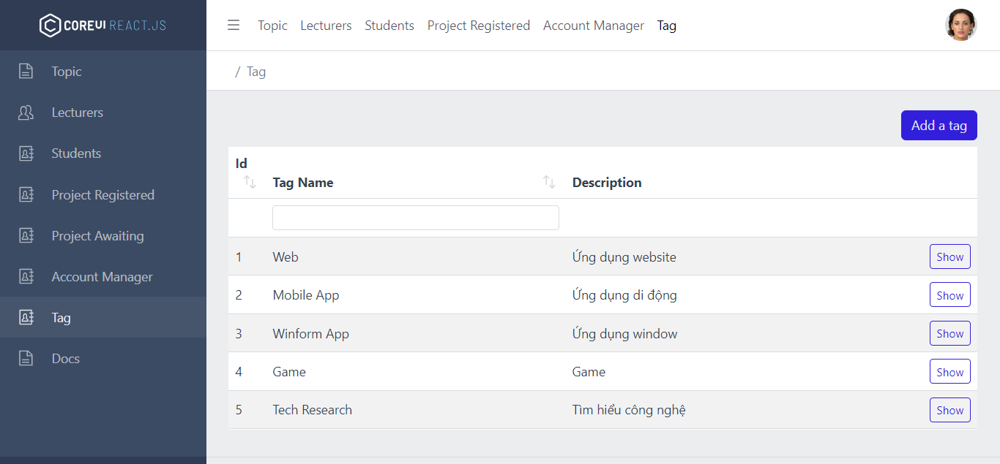 COREUI REACT.JS
Topic
Lecturers
Students
Project Registered
Project Awaiting
Account Manager
Tag
Docs
Topic Lecturers Students Project Registered Account Manager Tag
/ Tag
Add a tag
Id
Tag Name Description
1 Web Ứng dụng website Show
2 Mobile App Ứng dụng di động Show
3 Winform App Ứng dụng window Show
4 Game Game Show
5 Tech Research Tìm hiểu công nghệ Show